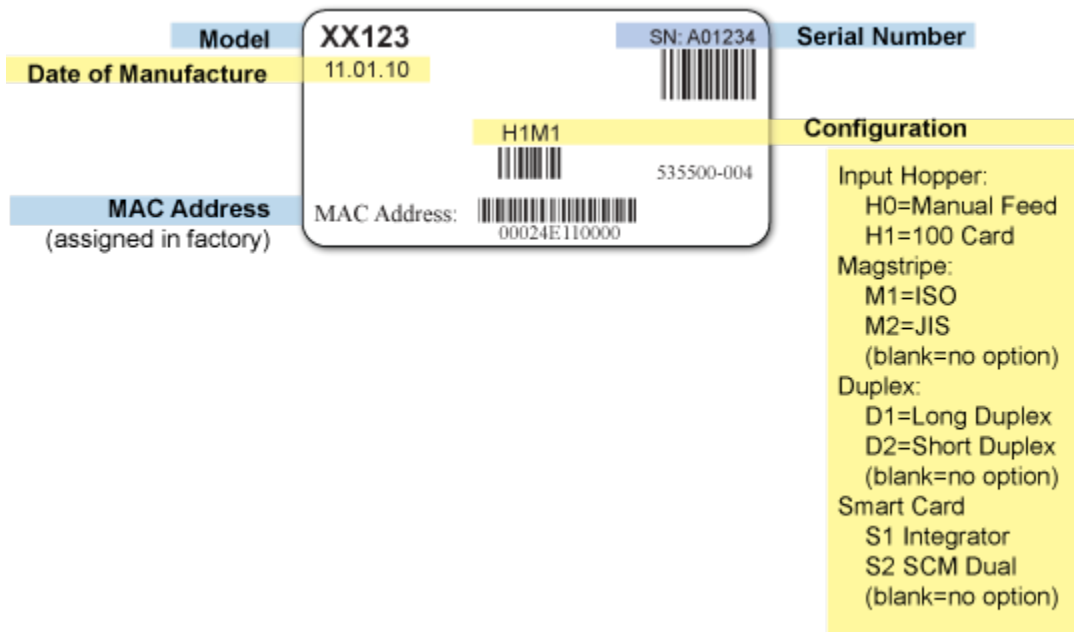 Model
XX123
SN: A01234
Serial Number
Date of Manufacture
11.01.10
H1M1
Configuration
535500-004
MAC Address
(assigned in factory)
MAC Address:
00024E110000
Input Hopper:
H0=Manual Feed
H1=100 Card
Magstripe:
M1=ISO
M2=JIS
(blank=no option)
Duplex:
D1=Long Duplex
D2=Short Duplex
(blank=no option)
Smart Card
S1 Integrator
S2 SCM Dual
(blank=no option)